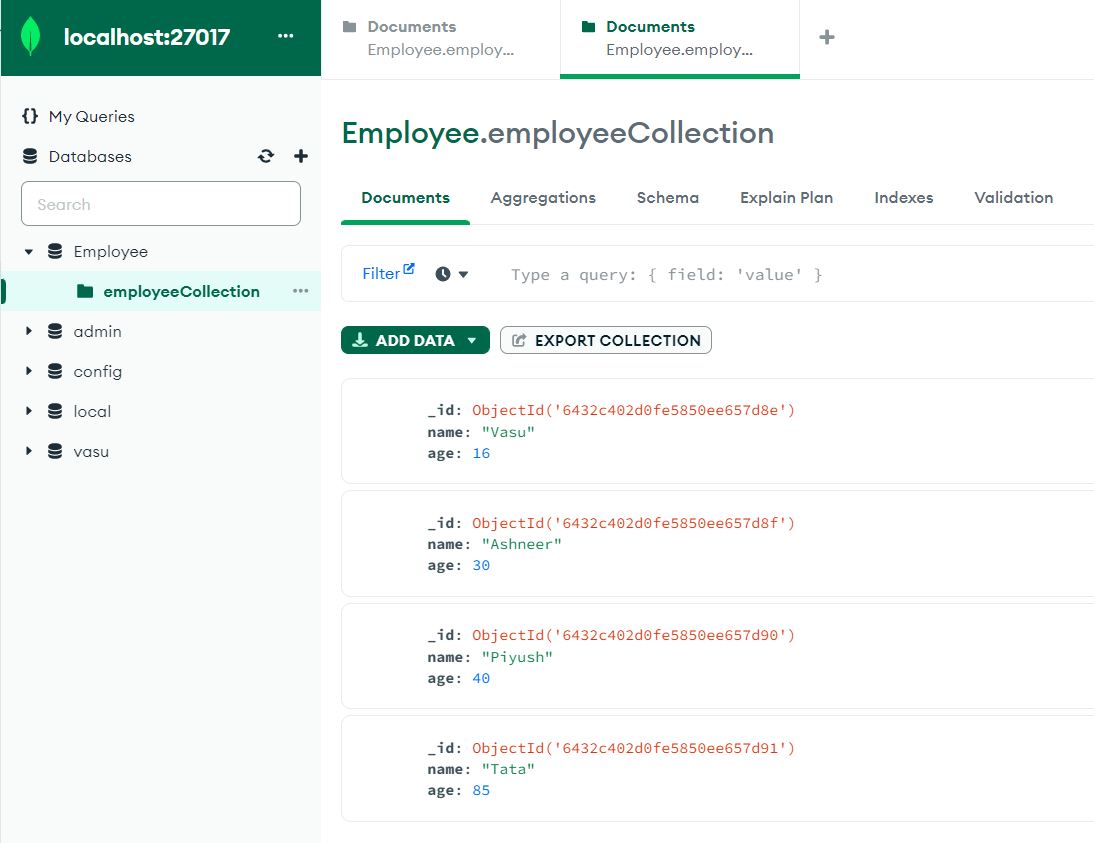 localhost:27017
Documents
Employee.employ...
Documents
Employee.employ...
My Queries
Databases
Search
Employee
employeeCollection
admin
config
local
vasu
Employee.employeeCollection
Documents Aggregations Schema Explain Plan Indexes Validation
Filter Type a query: { field: 'value' }
ADD DATA EXPORT COLLECTION
_id: ObjectId('6432c402d0fe5850ee657d8e')
name: "Vasu"
age: 16
_id: ObjectId('6432c402d0fe5850ee657d8f')
name: "Ashneer"
age: 30
_id: ObjectId('6432c402d0fe5850ee657d90')
name: "Piyush"
age: 40
_id: ObjectId('6432c402d0fe5850ee657d91')
name: "Tata"
age: 85